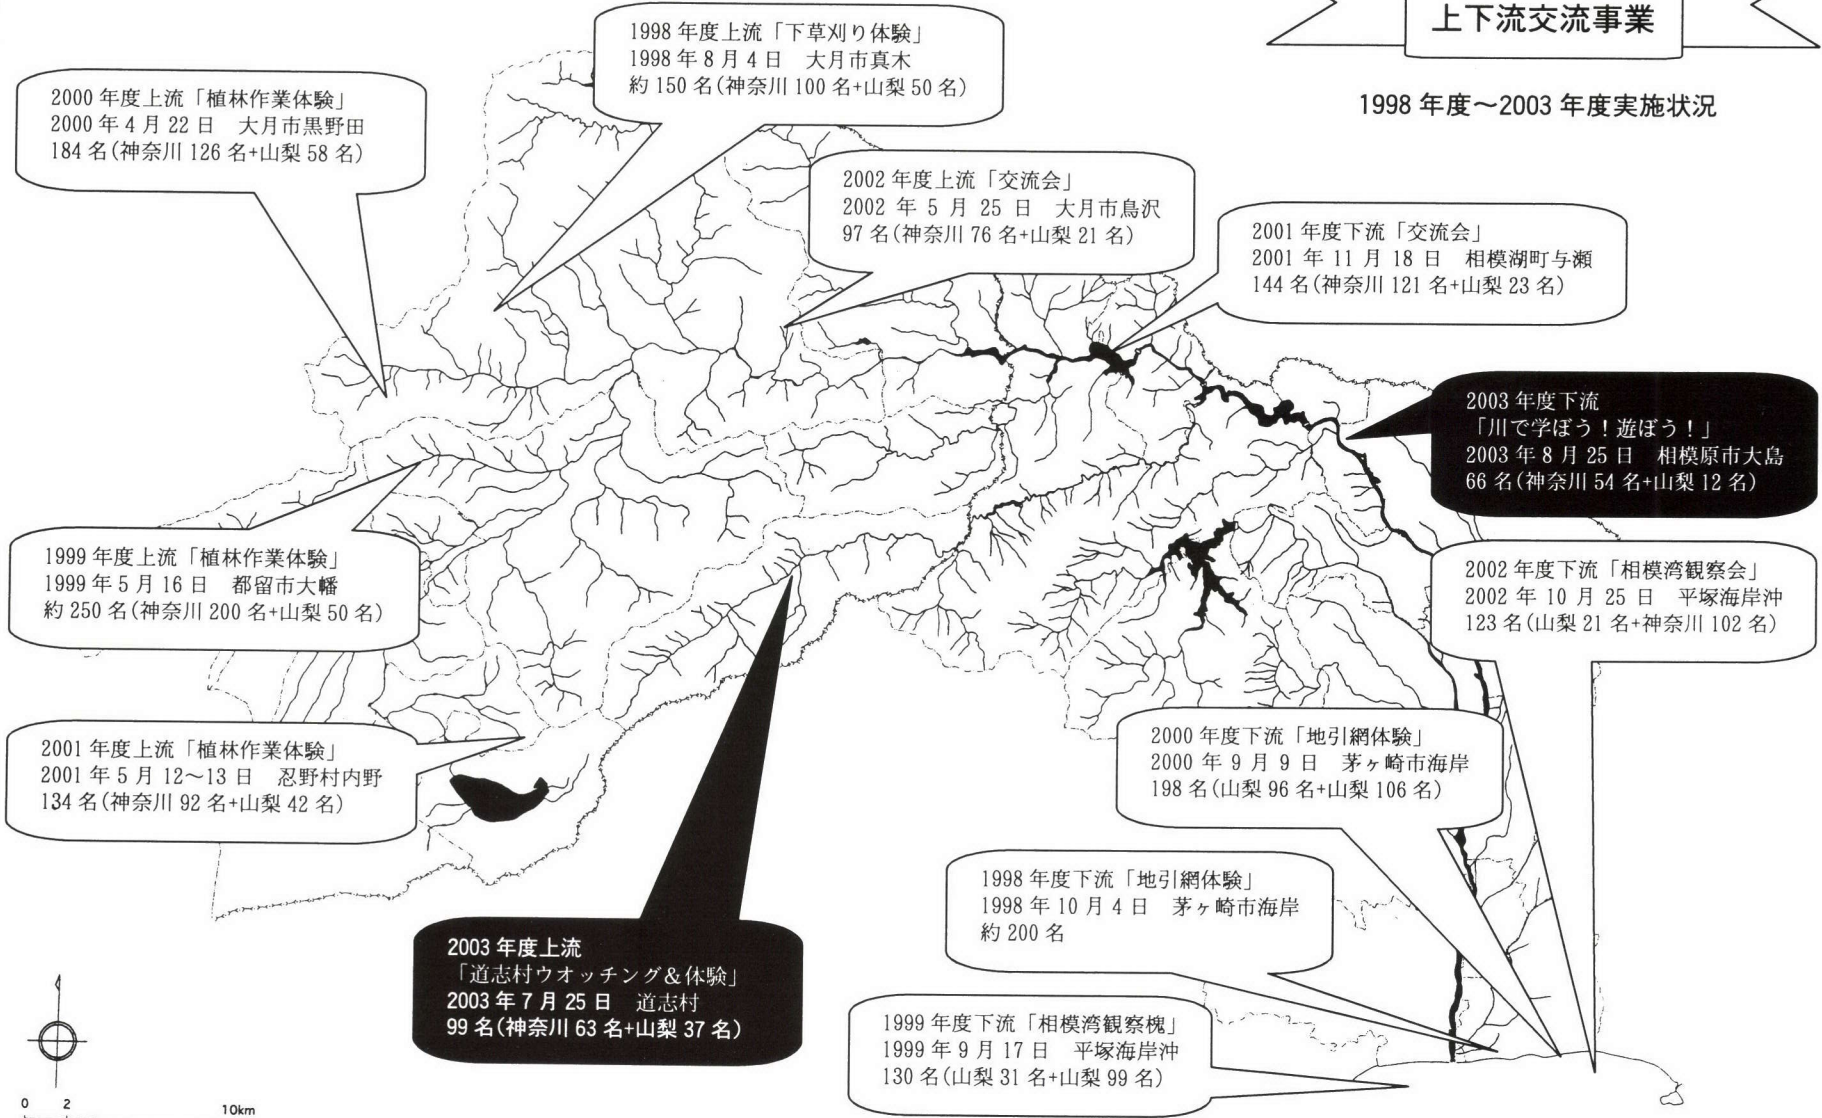 上下流交流事業
1998 年度～2003 年度実施状況
1998 年度上流「下草刈り体験」
1998 年 8 月 4 日　大月市真木
約 150 名(神奈川 100 名+山梨 50 名)
2000 年度上流「植林作業体験」
2000 年 4 月 22 日　大月市黒野田
184 名(神奈川 126 名+山梨 58 名)
2002 年度上流「交流会」
2002 年 5 月 25 日　大月市鳥沢
97 名(神奈川 76 名+山梨 21 名)
2001 年度下流「交流会」
2001 年 11 月 18 日　相模湖町与瀬
144 名(神奈川 121 名+山梨 23 名)
2003 年度下流
「川で学ぼう！遊ぼう！」
2003 年 8 月 25 日　相模原市大島
66 名(神奈川 54 名+山梨 12 名)
1999 年度上流「植林作業体験」
1999 年 5 月 16 日　都留市大幡
約 250 名(神奈川 200 名+山梨 50 名)
2002 年度下流「相模湾観察会」
2002 年 10 月 25 日　平塚海岸沖
123 名(山梨 21 名+神奈川 102 名)
2001 年度上流「植林作業体験」
2001 年 5 月 12～13 日　忍野村内野
134 名(神奈川 92 名+山梨 42 名)
2000 年度下流「地引網体験」
2000 年 9 月 9 日　茅ヶ崎市海岸
198 名(山梨 96 名+山梨 106 名)
1998 年度下流「地引網体験」
1998 年 10 月 4 日　茅ヶ崎市海岸
約 200 名
2003 年度上流
「道志村ウオッチング＆体験」
2003 年 7 月 25 日　道志村
99 名(神奈川 63 名+山梨 37 名)
1999 年度下流「相模湾観察槐」
1999 年 9 月 17 日　平塚海岸沖
130 名(山梨 31 名+山梨 99 名)
0 2 10km